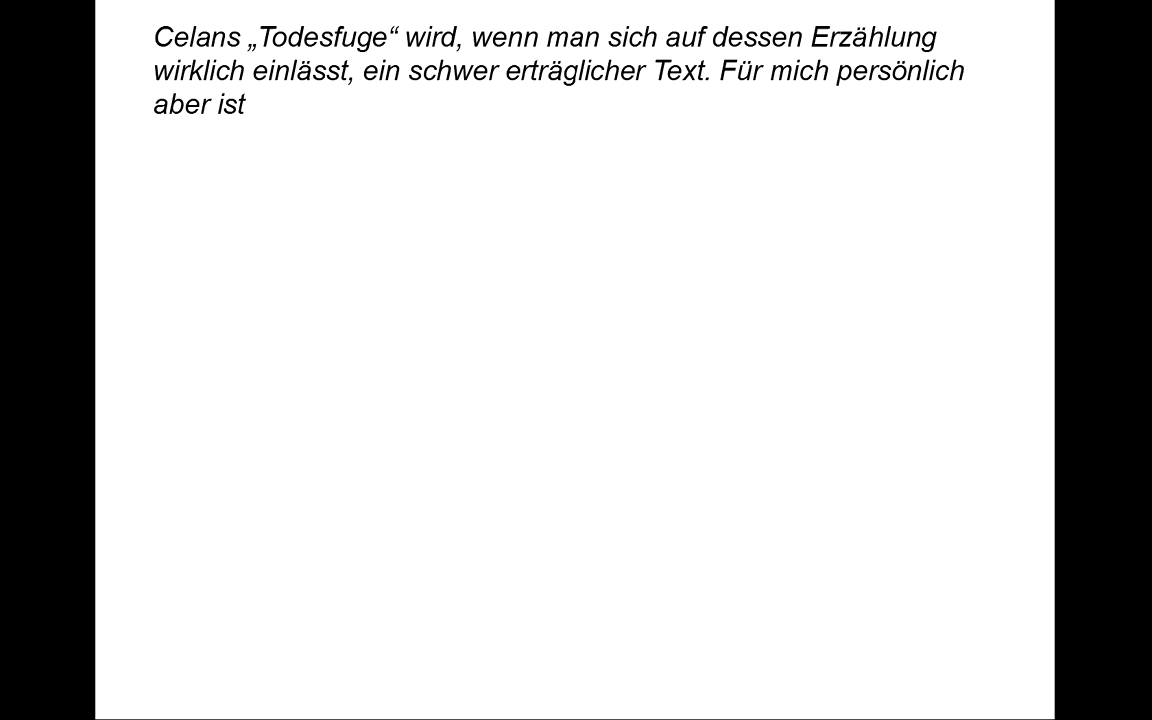 Celans „Todesfuge“ wird, wenn man sich auf dessen Erzählung
wirklich einlässt, ein schwer erträglicher Text. Für mich persönlich
aber ist